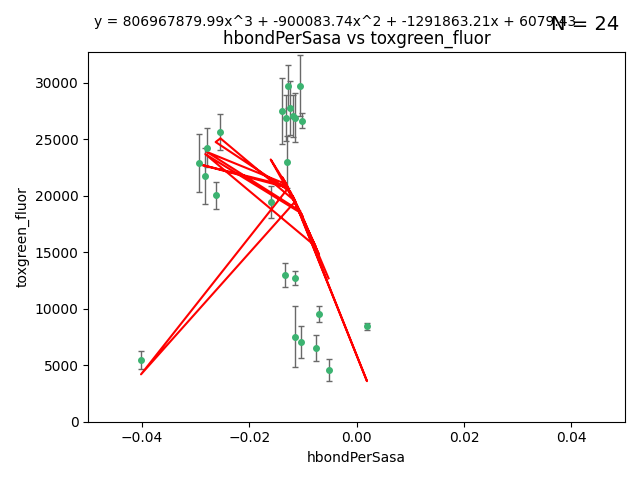 y = 806967879.99x^3 + -900083.74x^2 + -1291863.21x + 6079.43
N = 24
hbondPerSasa vs toxgreen_fluor
30000
25000
20000
15000
10000
5000
0
toxgreen_fluor
−0.04
−0.02
0.00
0.02
0.04
hbondPerSasa